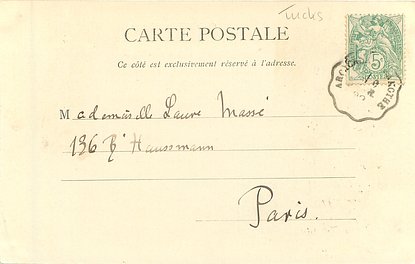 Tucks
CARTE POSTALE
Ce côté est exclusivement réservé à l'adresse.
5
Mademoiselle Laure Massé
136 Bd Haussmann
Paris.